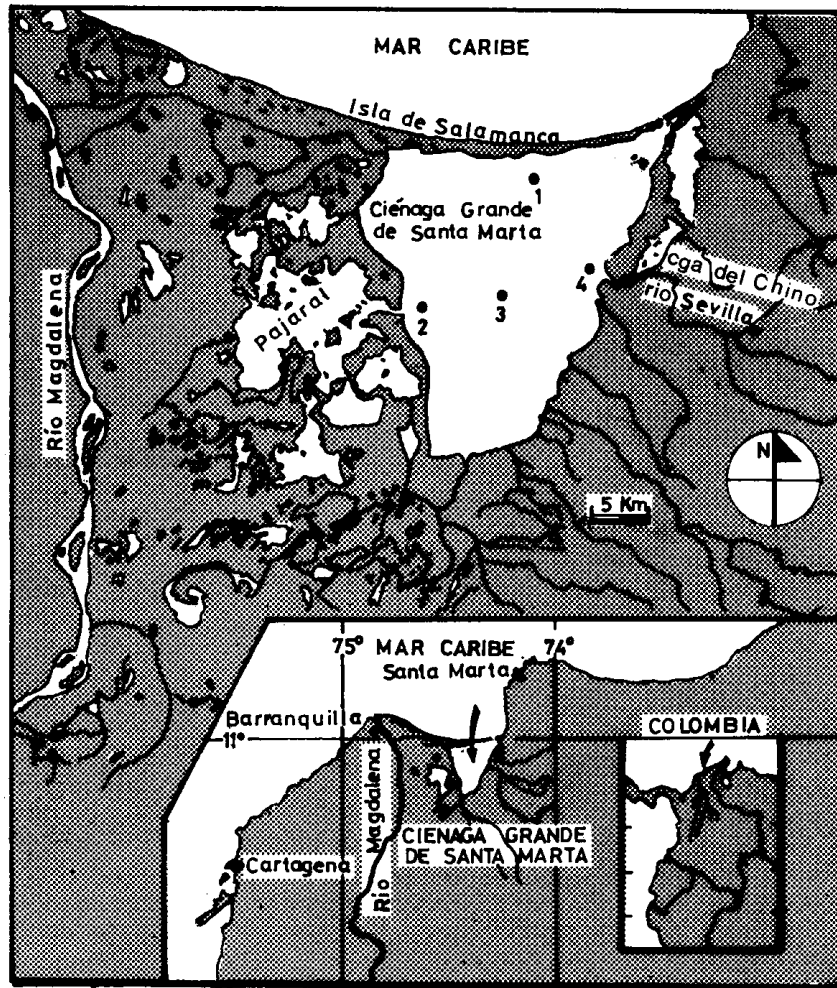 MAR CARIBE
Isla de Salamanca
1
Ciénaga Grande
de Santa Marta
cga del Chino
4
río Sevilla
2
3
Pajaral
Río Magdalena
N
5 Km
75°
74°
MAR CARIBE
Santa Marta
Barranquilla
11°
COLOMBIA
Río Magdalena
CIENAGA GRANDE
DE SANTA MARTA
Cartagena